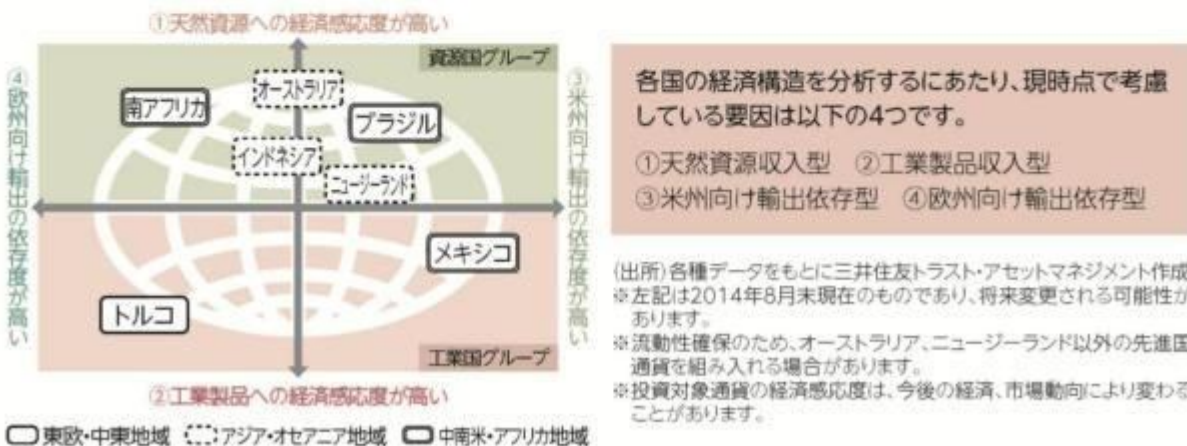 ①天然資源への経済感応度が高い
資源国グループ
④欧州向け輸出の依存度が高い
③米州向け輸出の依存度が高い
南アフリカ
オーストラリア
ブラジル
インドネシア
ニュージーランド
メキシコ
トルコ
工業国グループ
②工業製品への経済感応度が高い
東欧・中東地域 アジア・オセアニア地域 中南米・アフリカ地域
各国の経済構造を分析するにあたり、現時点で考慮
している要因は以下の4つです。
①天然資源収入型 ②工業製品収入型
③米州向け輸出依存型 ④欧州向け輸出依存型
(出所)各種データをもとに三井住友トラスト・アセットマネジメント作成
※左記は2014年8月末現在のものであり、将来変更される可能性が
あります。
※流動性確保のため、オーストラリア、ニュージーランド以外の先進国
通貨を組み入れる場合があります。
※投資対象通貨の経済感応度は、今後の経済、市場動向により変わる
ことがあります。